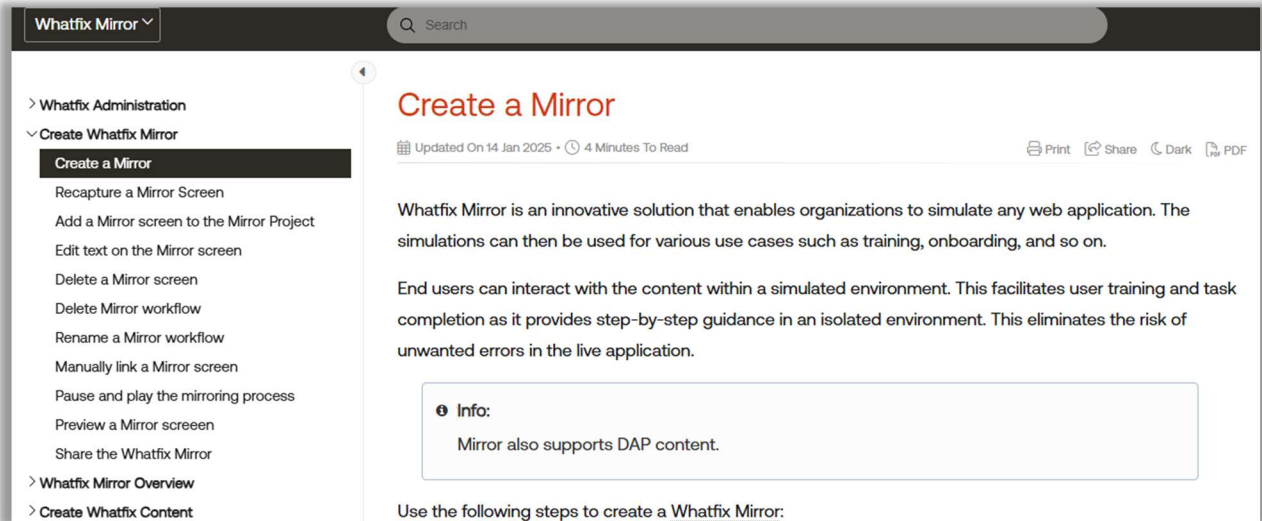 Whatfix Mirror
Search
Whatfix Administration
Create Whatfix Mirror
Create a Mirror
Recapture a Mirror Screen
Add a Mirror screen to the Mirror Project
Edit text on the Mirror screen
Delete a Mirror screen
Delete Mirror workflow
Rename a Mirror workflow
Manually link a Mirror screen
Pause and play the mirroring process
Preview a Mirror screeen
Share the Whatfix Mirror
Whatfix Mirror Overview
Create Whatfix Content
Create a Mirror
Updated On 14 Jan 2025 • 4 Minutes To Read
Print Share Dark PDF
Whatfix Mirror is an innovative solution that enables organizations to simulate any web application. The
simulations can then be used for various use cases such as training, onboarding, and so on.
End users can interact with the content within a simulated environment. This facilitates user training and task
completion as it provides step-by-step guidance in an isolated environment. This eliminates the risk of
unwanted errors in the live application.
Info:
Mirror also supports DAP content.
Use the following steps to create a Whatfix Mirror: